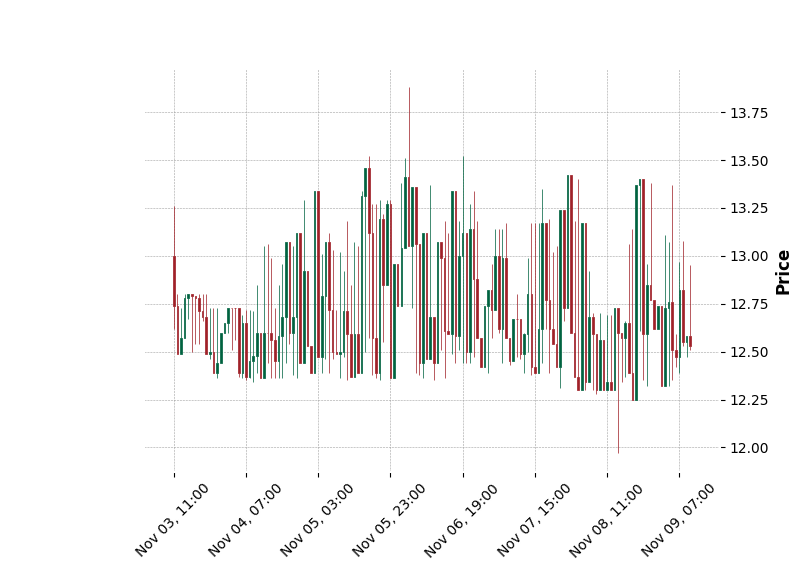 13.75
13.50
13.25
13.00
12.75
12.50
12.25
12.00
Price
Nov 03, 11:00
Nov 04, 07:00
Nov 05, 03:00
Nov 05, 23:00
Nov 06, 19:00
Nov 07, 15:00
Nov 08, 11:00
Nov 09, 07:00